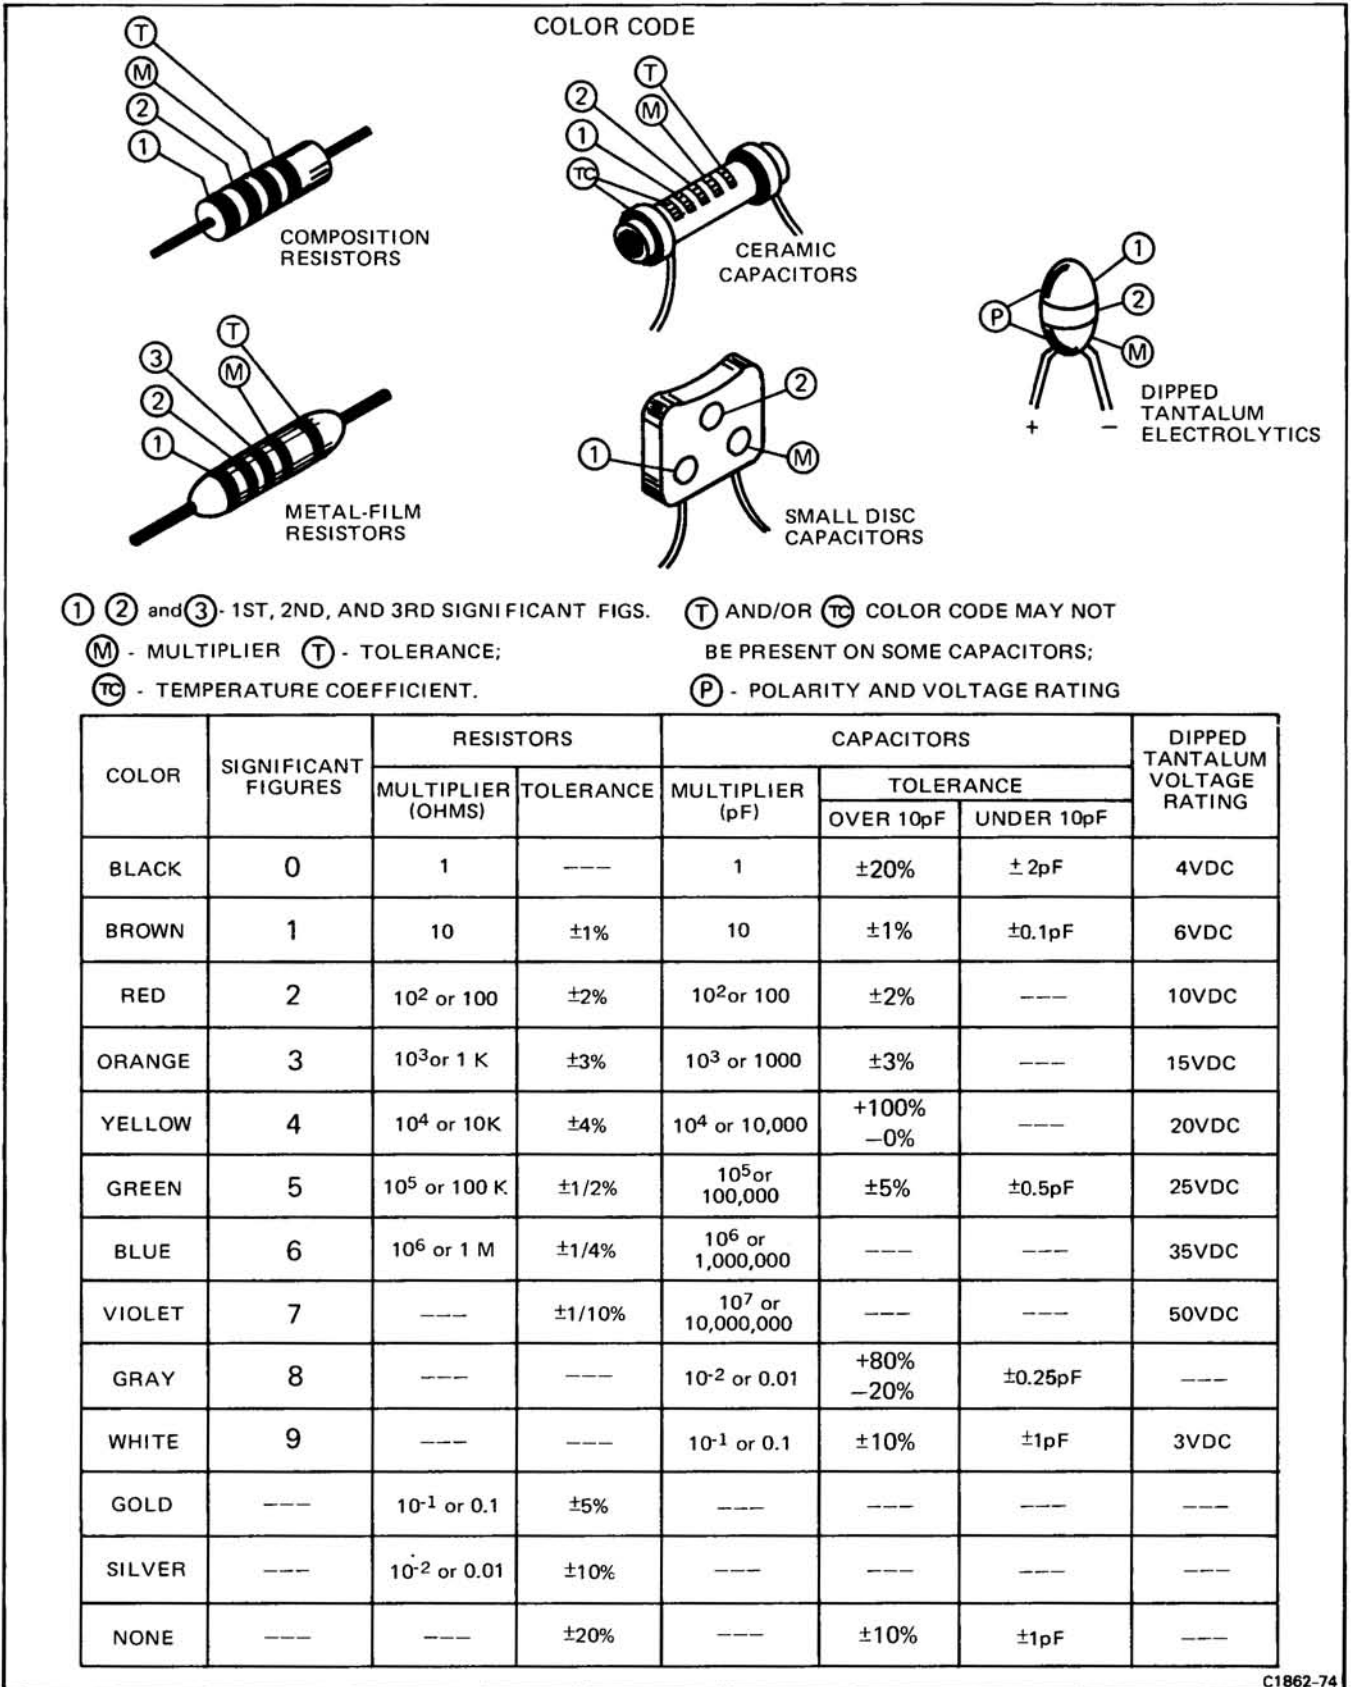 COLOR CODE
T
M
2
1
COMPOSITION
RESISTORS
T
2
M
1
TC
CERAMIC
CAPACITORS
1
P
2
M
+ −
DIPPED
TANTALUM
ELECTROLYTICS
T
3
M
2
1
METAL-FILM
RESISTORS
2
1
M
SMALL DISC
CAPACITORS
1 2 and 3 - 1ST, 2ND, AND 3RD SIGNIFICANT FIGS.
M - MULTIPLIER T - TOLERANCE;
TC - TEMPERATURE COEFFICIENT.
T AND/OR TC COLOR CODE MAY NOT
BE PRESENT ON SOME CAPACITORS;
P - POLARITY AND VOLTAGE RATING
COLOR
SIGNIFICANT
FIGURES
RESISTORS
MULTIPLIER
(OHMS)
TOLERANCE
CAPACITORS
MULTIPLIER
(pF)
TOLERANCE
OVER 10pF UNDER 10pF
DIPPED
TANTALUM
VOLTAGE
RATING
BLACK 0 1 --- 1 ±20% ±2pF 4VDC
BROWN 1 10 ±1% 10 ±1% ±0.1pF 6VDC
RED 2 10² or 100 ±2% 10² or 100 ±2% --- 10VDC
ORANGE 3 10³ or 1 K ±3% 10³ or 1000 ±3% --- 15VDC
YELLOW 4 10⁴ or 10K ±4% 10⁴ or 10,000 +100% −0% --- 20VDC
GREEN 5 10⁵ or 100 K ±1/2% 10⁵ or 100,000 ±5% ±0.5pF 25VDC
BLUE 6 10⁶ or 1 M ±1/4% 10⁶ or 1,000,000 --- --- 35VDC
VIOLET 7 --- ±1/10% 10⁷ or 10,000,000 --- --- 50VDC
GRAY 8 --- --- 10⁻² or 0.01 +80% −20% ±0.25pF ---
WHITE 9 --- --- 10⁻¹ or 0.1 ±10% ±1pF 3VDC
GOLD --- 10⁻¹ or 0.1 ±5% --- --- --- ---
SILVER --- 10⁻² or 0.01 ±10% --- --- --- ---
NONE --- --- ±20% --- ±10% ±1pF ---
C1862-74